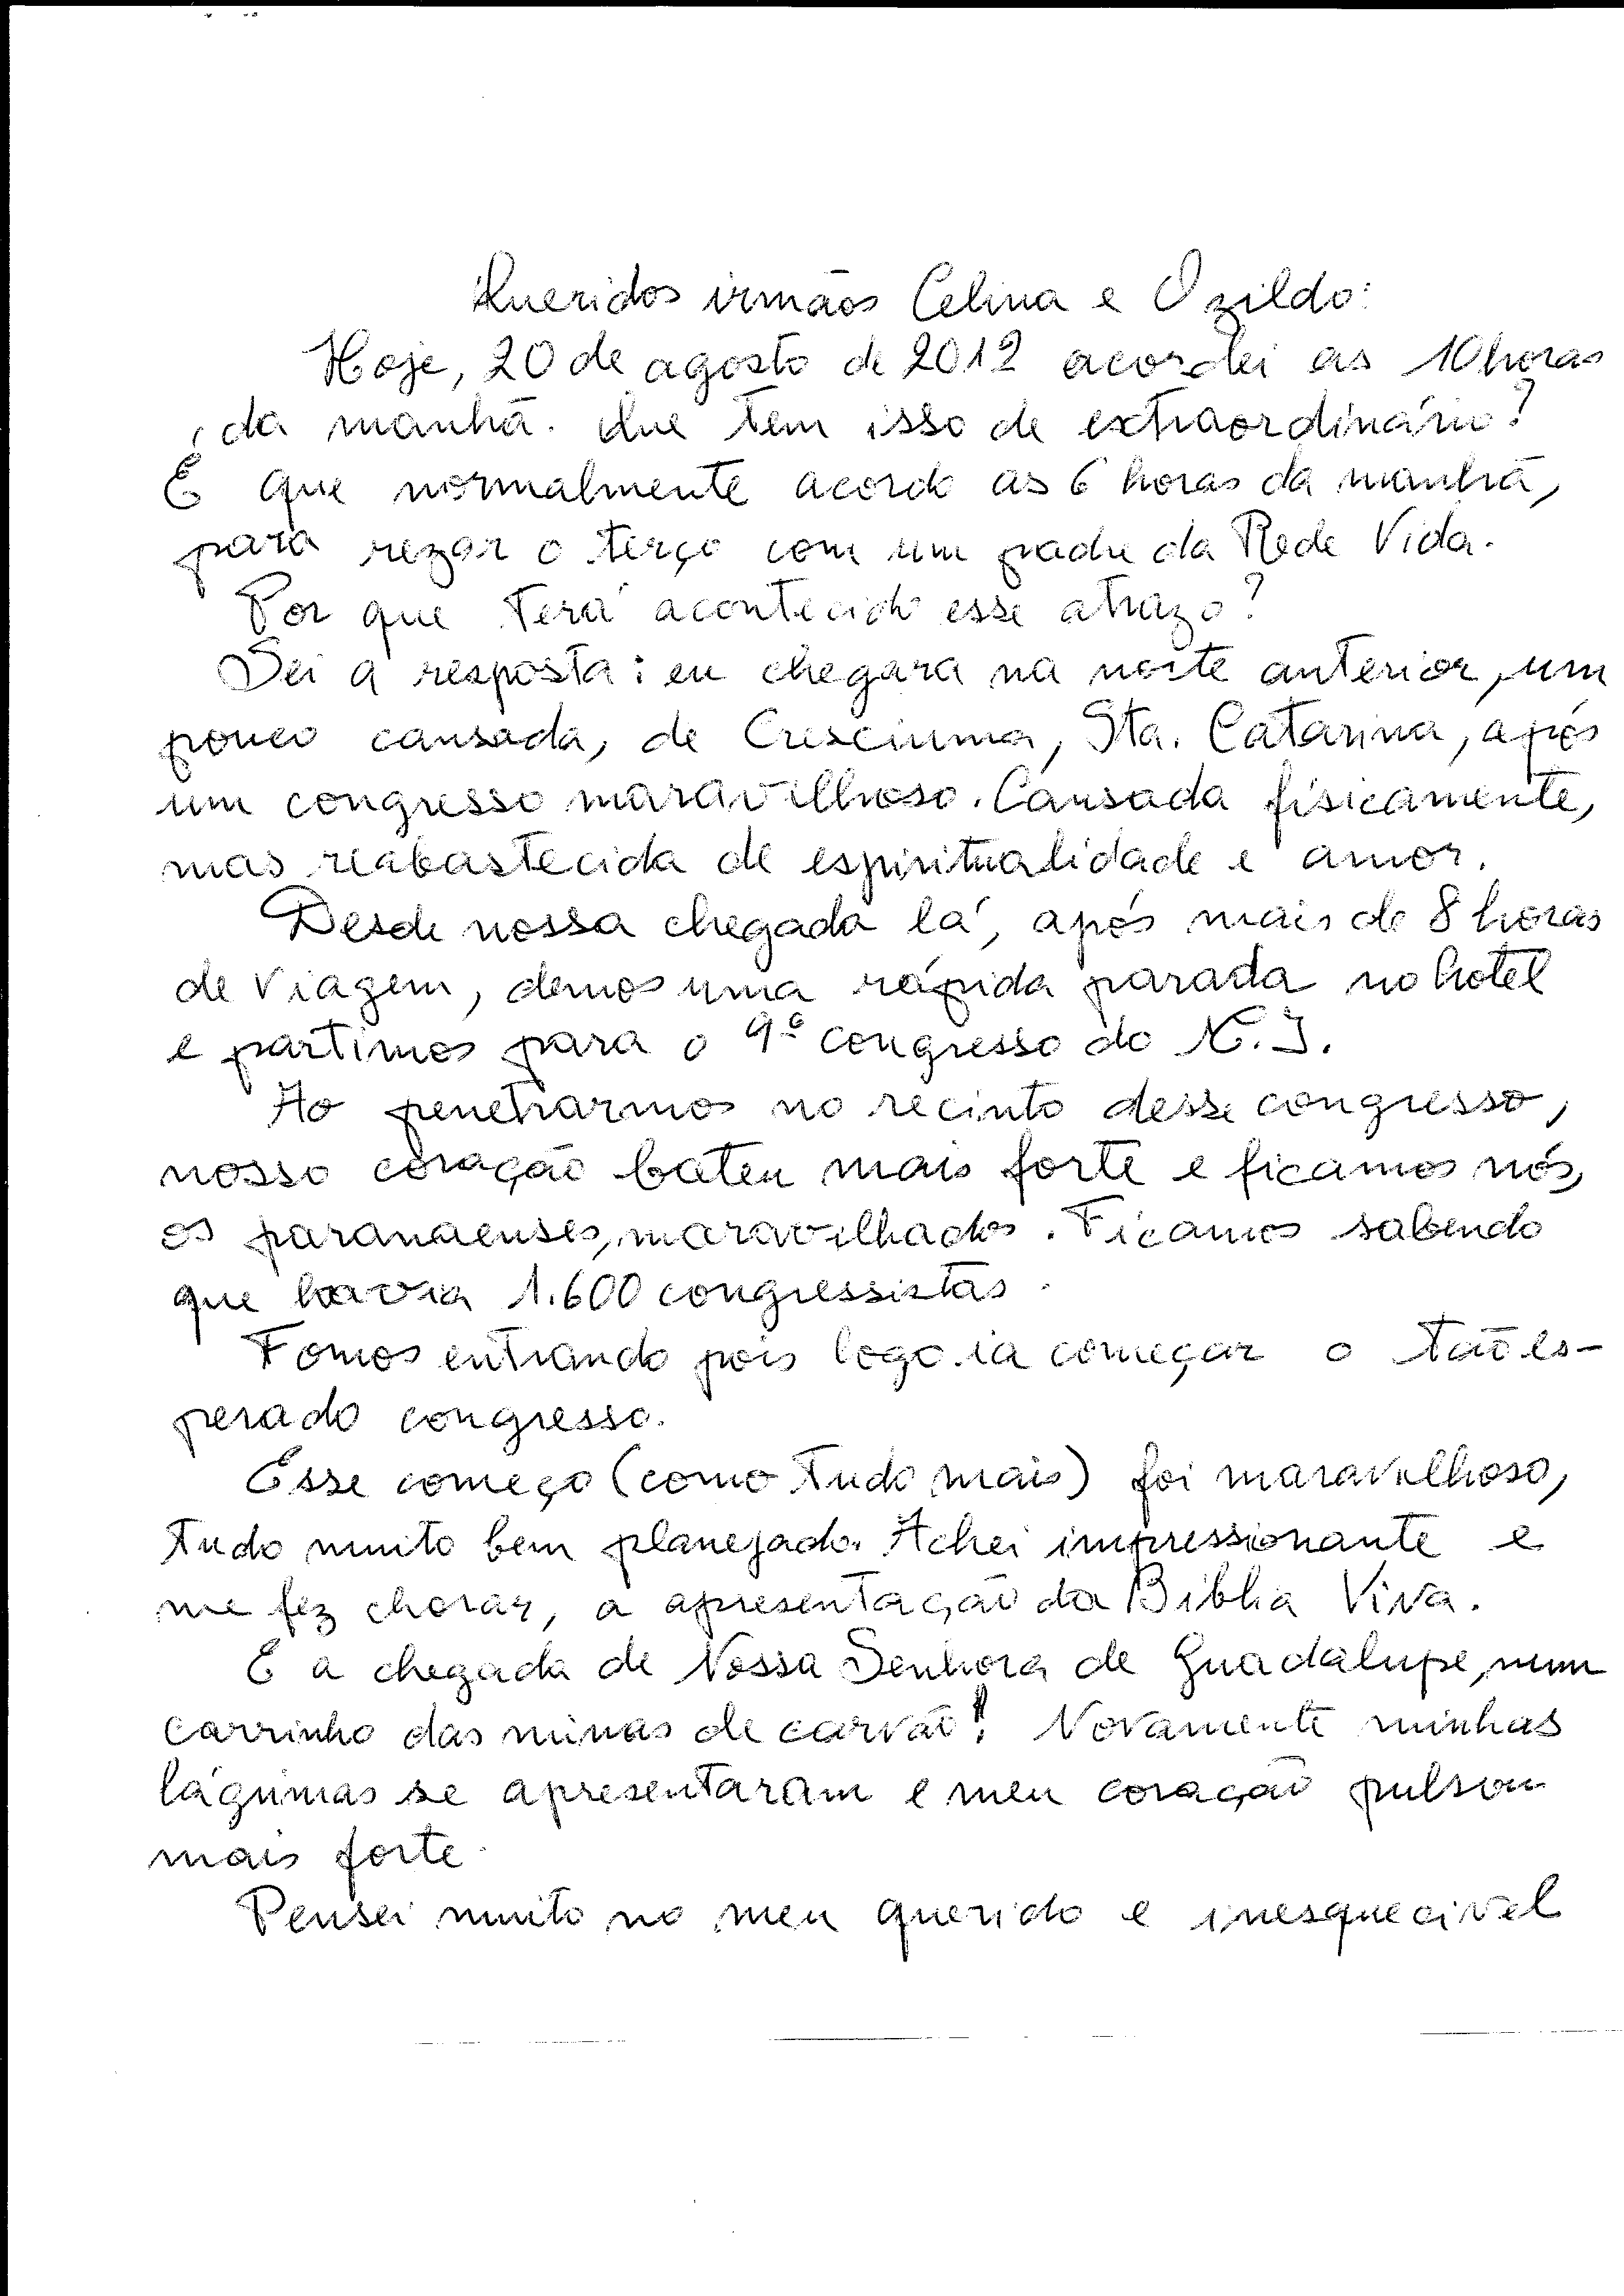 Queridos irmãos Celina e Ozildo:
Hoje, 20 de agosto de 2012 acordei as 10 horas
da manhã. Que tem isso de extraordinário?
É que normalmente acordo as 6 horas da manhã,
para rezar o terço com um padre da Rede Vida.
Por que terá acontecido esse atrazo?
Sei a resposta: eu chegara na noite anterior, um
pouco cansada, de Cresciuma, Sta. Catarina, após
um congresso maravilhoso. Cansada fisicamente,
mas reabastecida de espiritualidade e amor.
Desde nossa chegada lá, após mais de 8 horas
de viagem, demos uma rápida parada no hotel
e partimos para o 9º congresso do N.I.
Ao penetrarmos no recinto desse congresso,
nosso coração bateu mais forte e ficamos nós,
os paranaenses, maravilhados. Ficamos sabendo
que havia 1.600 congressistas.
Fomos entrando pois logo ia começar o tão es-
perado congresso.
Esse começo (como tudo mais) foi maravilhoso,
tudo muito bem planejado. Achei impressionante e
me fez chorar, a apresentação da Bíblia Viva.
E a chegada de Nossa Senhora de Guadalupe, num
carrinho das minas de carvão! Novamente minhas
lágrimas se apresentaram e meu coração pulsou
mais forte.
Pensei muito no meu querido e inesquecivel